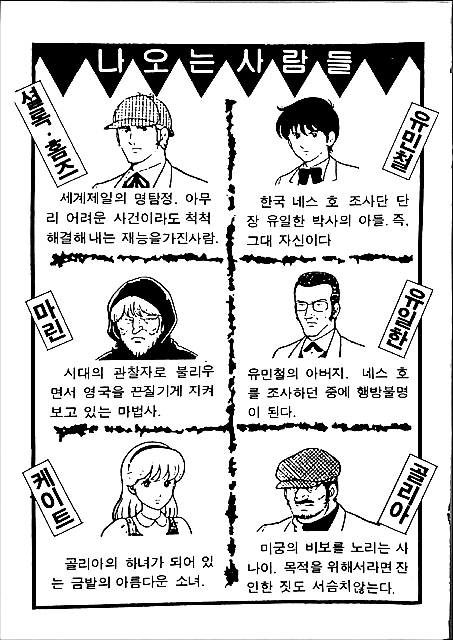 나오는사람들
셜록·홈즈
세계제일의 명탐정. 아무
리 어려운 사건이라도 척척
해결해내는 재능을가진사람.
유민철
한국 네스 호 조사단 단
장 유일한 박사의 아들. 즉,
그대 자신이다
마린
시대의 관찰자로 불리우
면서 영국을 끈질기게 지켜
보고 있는 마법사.
유일한
유민철의 아버지. 네스 호
를 조사하던 중에 행방불명
이 된다.
케이트
골리아의 하녀가 되어 있
는 금발의 아름다운 소녀.
골리아
미궁의 비보를 노리는 사
나이. 목적을 위해서라면 잔
인한 짓도 서슴치않는다.